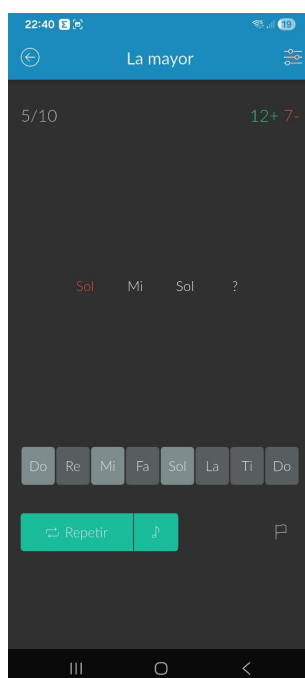 22:40 Σ 19
La mayor
5/10 12+ 7-
Sol Mi Sol ?
Do Re Mi Fa Sol La Ti Do
Repetir